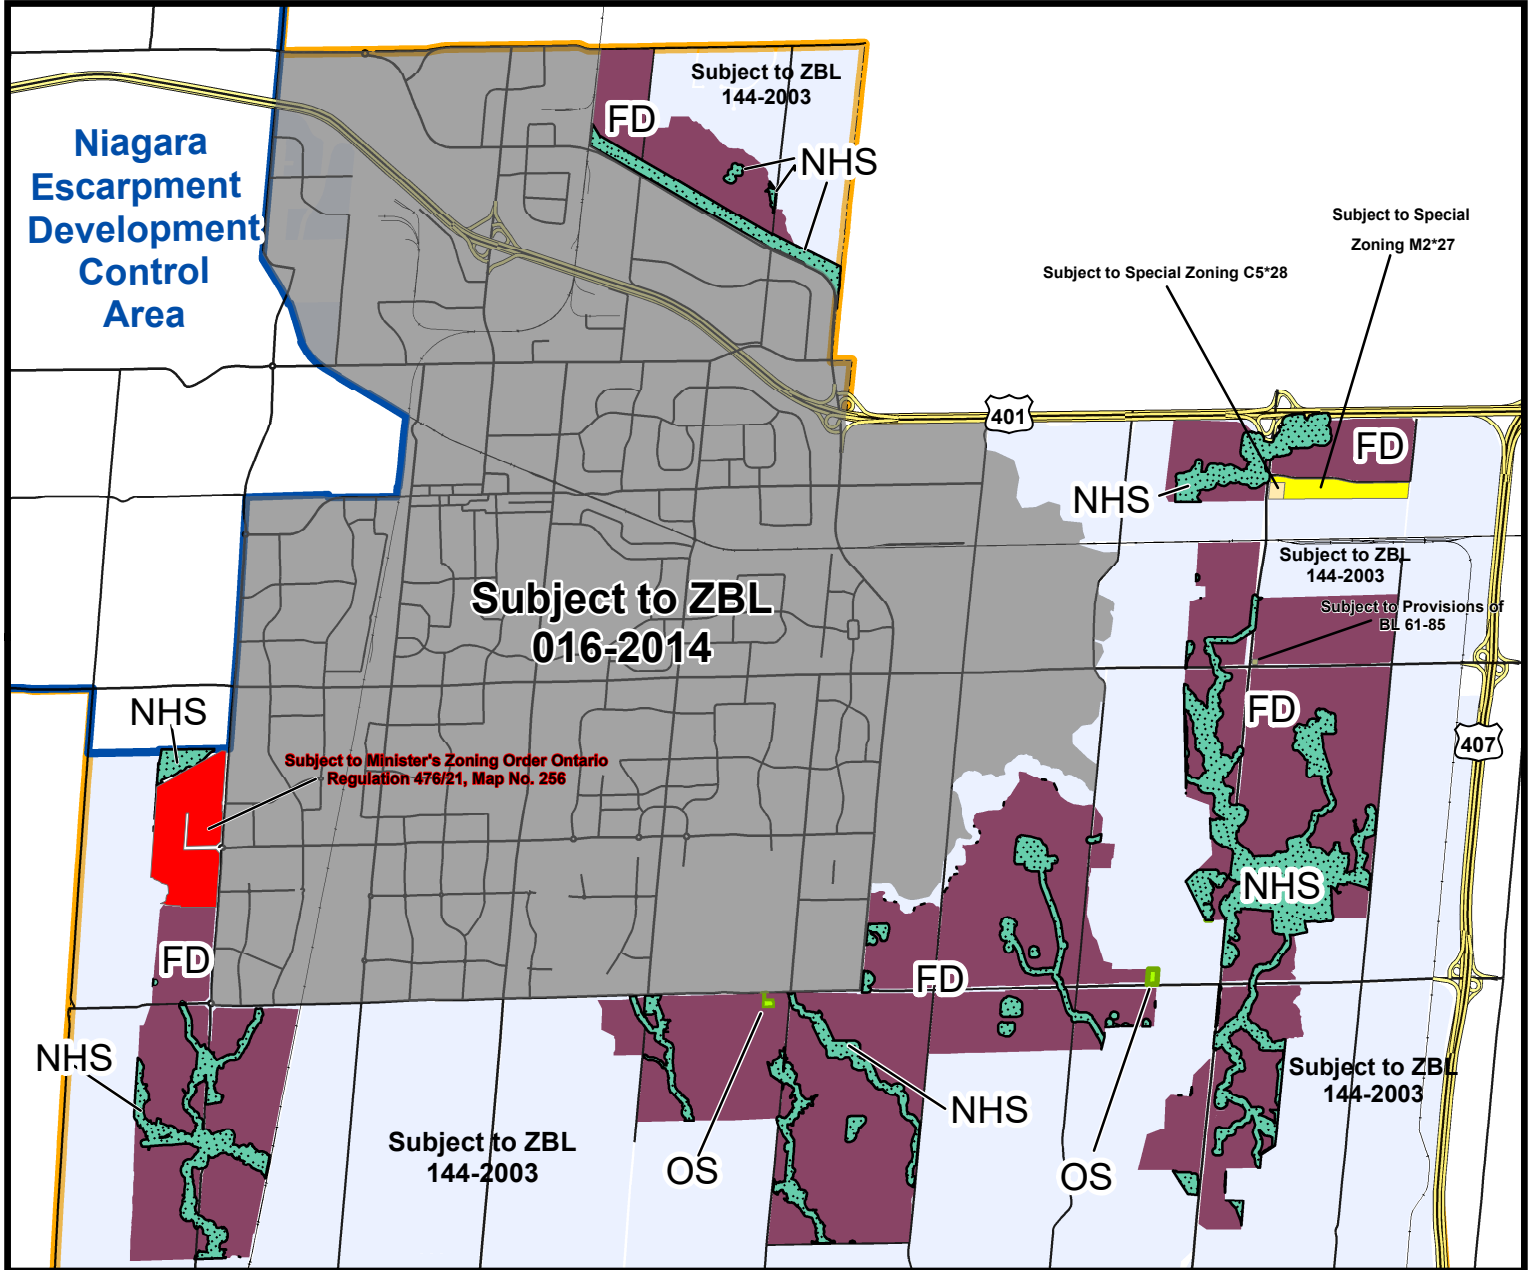 Subject to ZBL
144-2003
FD
NHS
Niagara
Escarpment
Development
Control
Area
Subject to Special
Zoning M2*27
Subject to Special Zoning C5*28
401
FD
NHS
Subject to ZBL
144-2003
Subject to Provisions of
BL 61-85
Subject to ZBL
016-2014
NHS
FD
407
Subject to Minister's Zoning Order Ontario
Regulation 476/21, Map No. 256
NHS
FD
FD
NHS
Subject to ZBL
144-2003
NHS
Subject to ZBL
144-2003
OS
OS